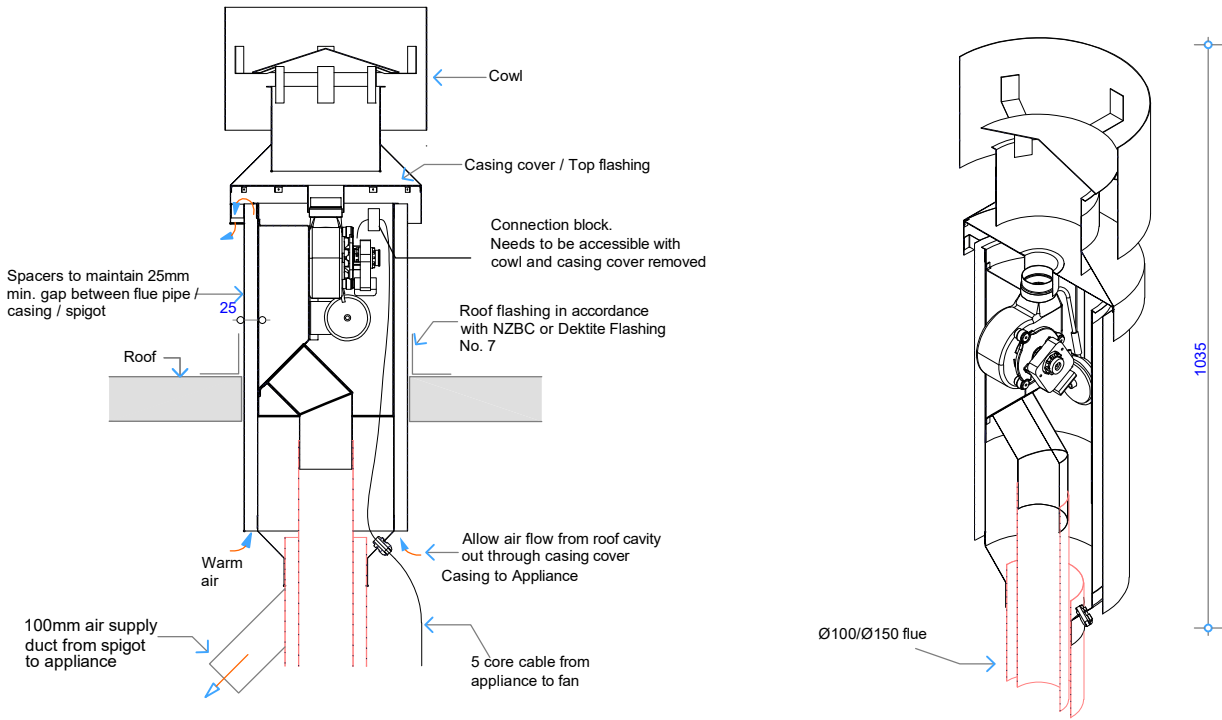 Cowl
Casing cover / Top flashing
Connection block.
Needs to be accessible with
cowl and casing cover removed
Spacers to maintain 25mm
min. gap between flue pipe /
casing / spigot
25
Roof flashing in accordance
with NZBC or Dektite Flashing
No. 7
Roof
Warm
air
Allow air flow from roof cavity
out through casing cover
Casing to Appliance
100mm air supply
duct from spigot
to appliance
5 core cable from
appliance to fan
1035
Ø100/Ø150 flue